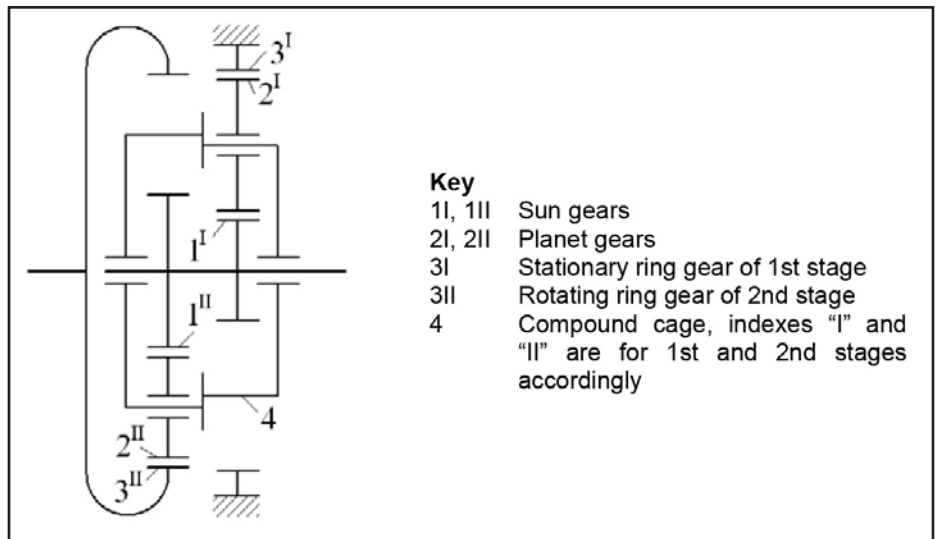 3I
2I
1I
1II
4
2II
3II
Key
1I, 1II Sun gears
2I, 2II Planet gears
3I Stationary ring gear of 1st stage
3II Rotating ring gear of 2nd stage
4 Compound cage, indexes “I” and
“II” are for 1st and 2nd stages
accordingly